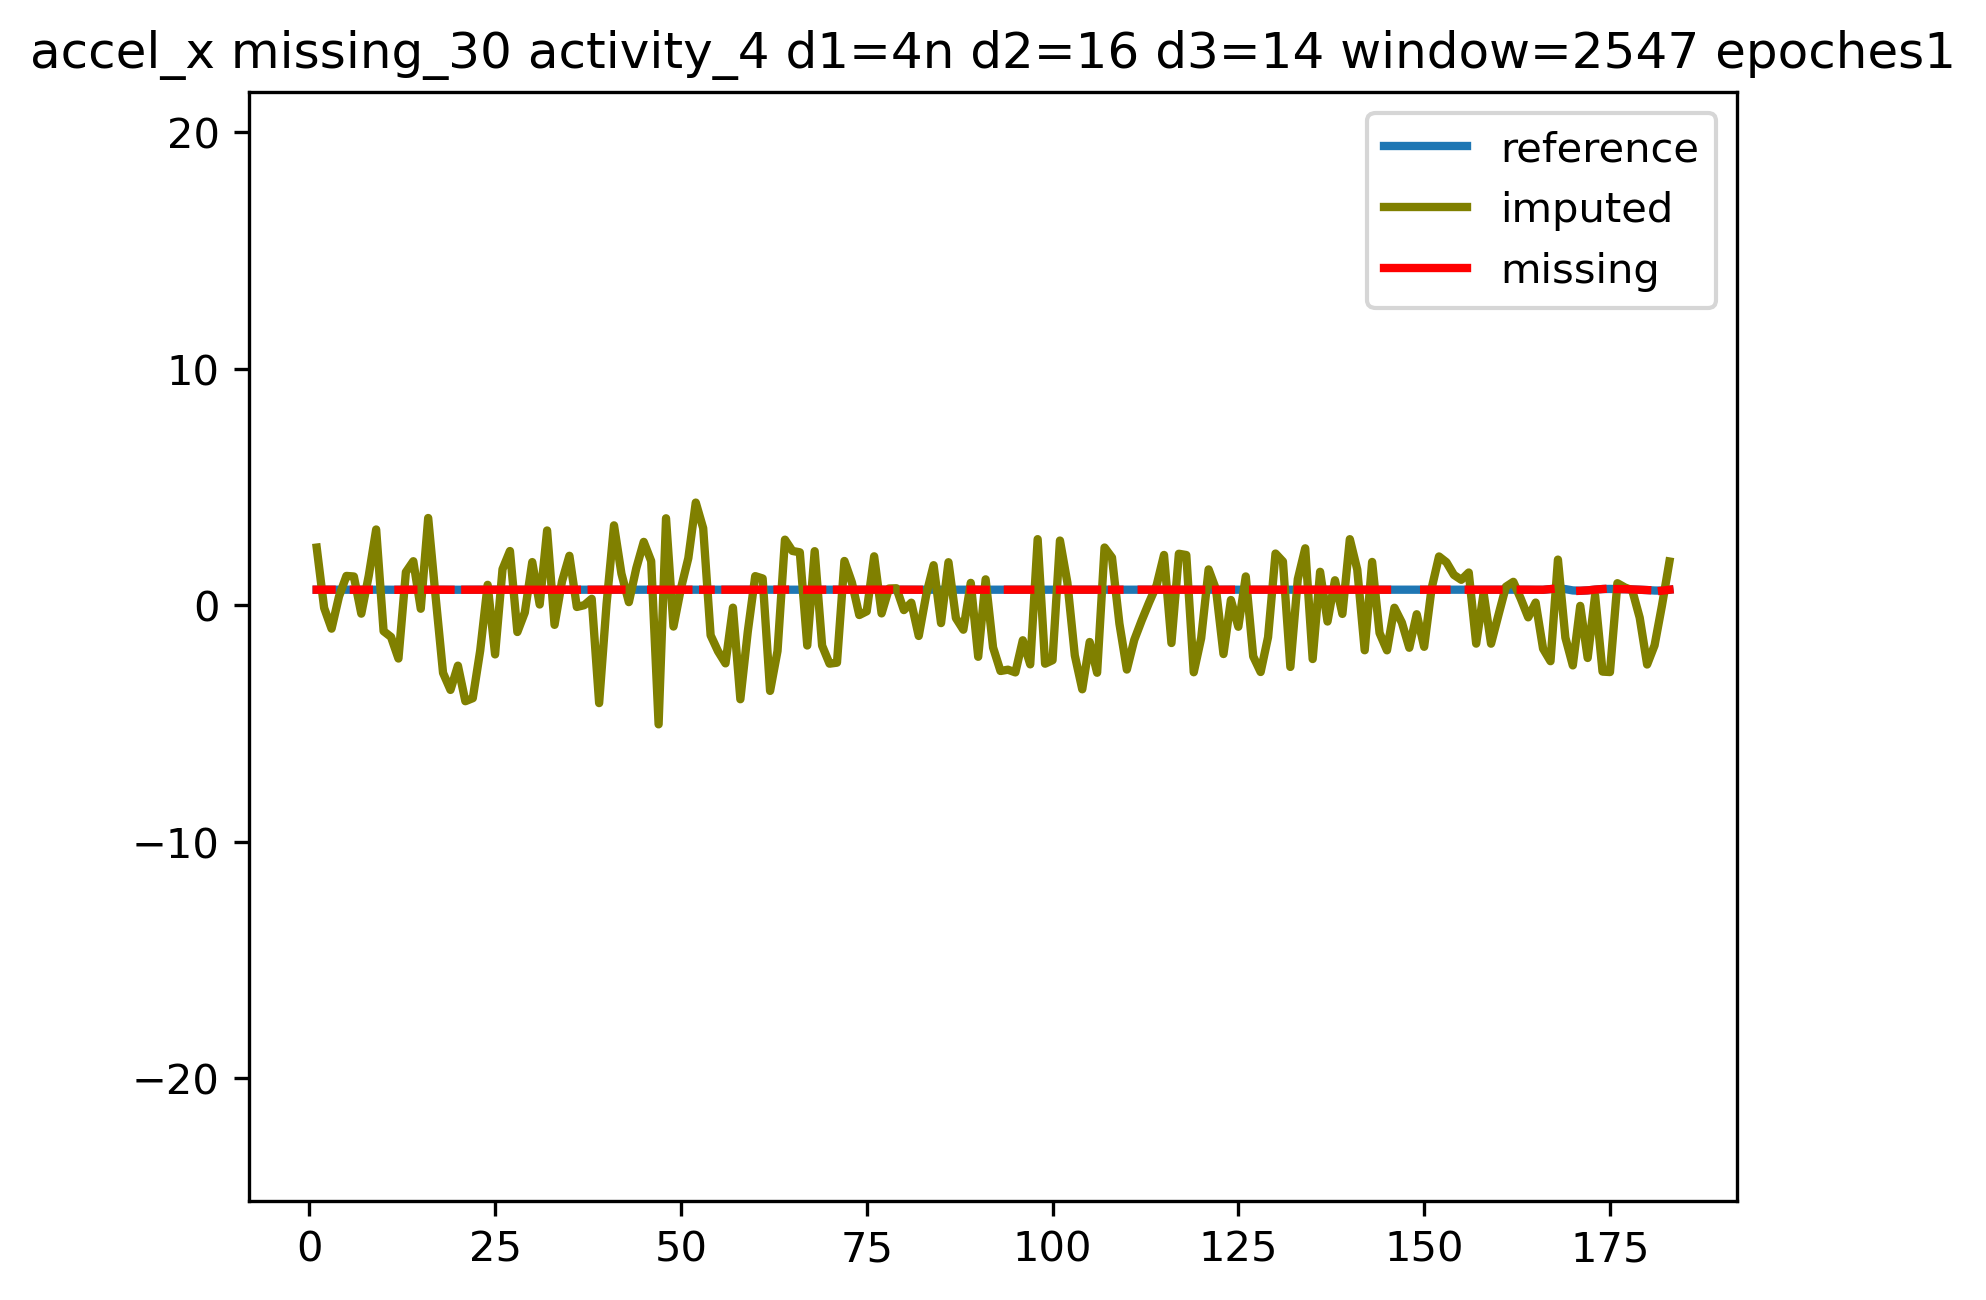 accel_x missing_30 activity_4 d1=4n d2=16 d3=14 window=2547 epoches1
reference
imputed
missing
20
10
0
−10
−20
0 25 50 75 100 125 150 175